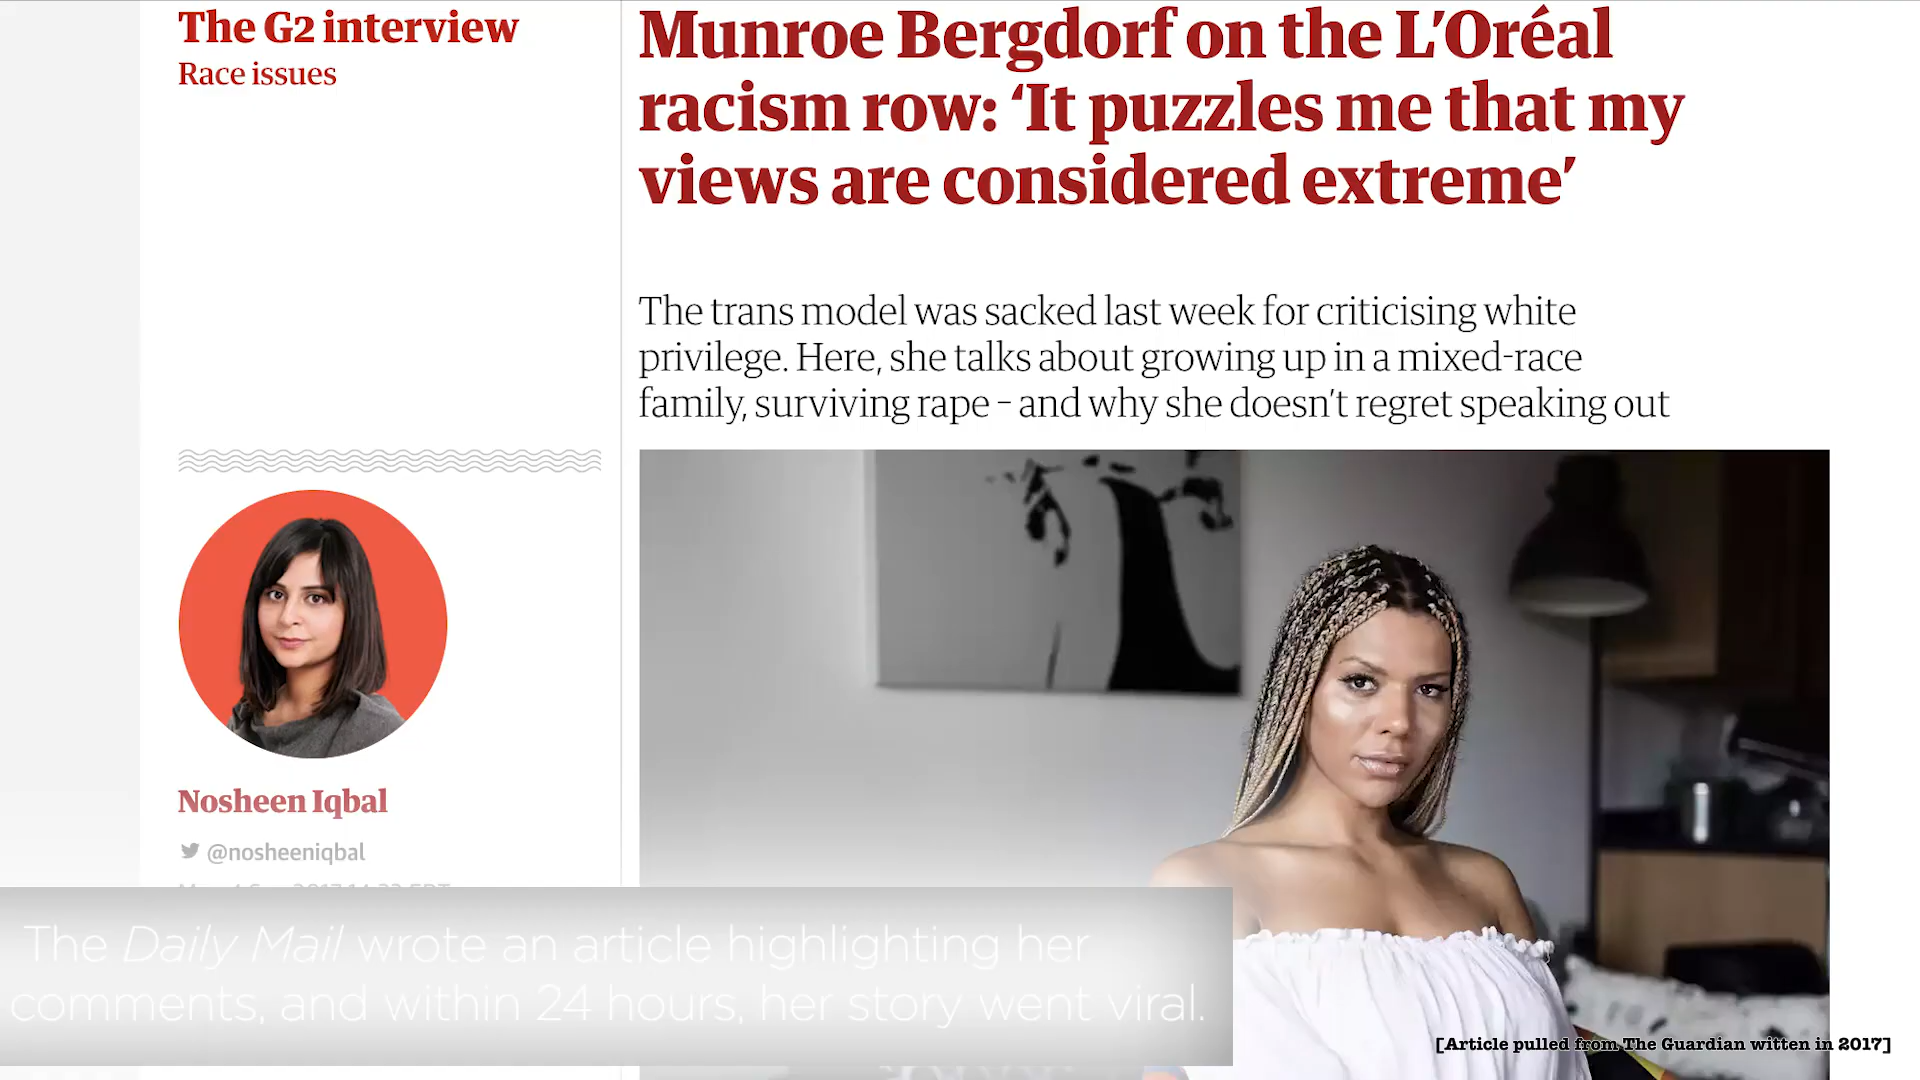 The G2 interview
Race issues
Munroe Bergdorf on the L’Oréal
racism row: ‘It puzzles me that my
views are considered extreme’
The trans model was sacked last week for criticising white
privilege. Here, she talks about growing up in a mixed-race
family, surviving rape – and why she doesn’t regret speaking out
Nosheen Iqbal
@nosheeniqbal
The Daily Mail wrote an article highlighting her
comments, and within 24 hours, her story went viral.
[Article pulled from The Guardian witten in 2017]